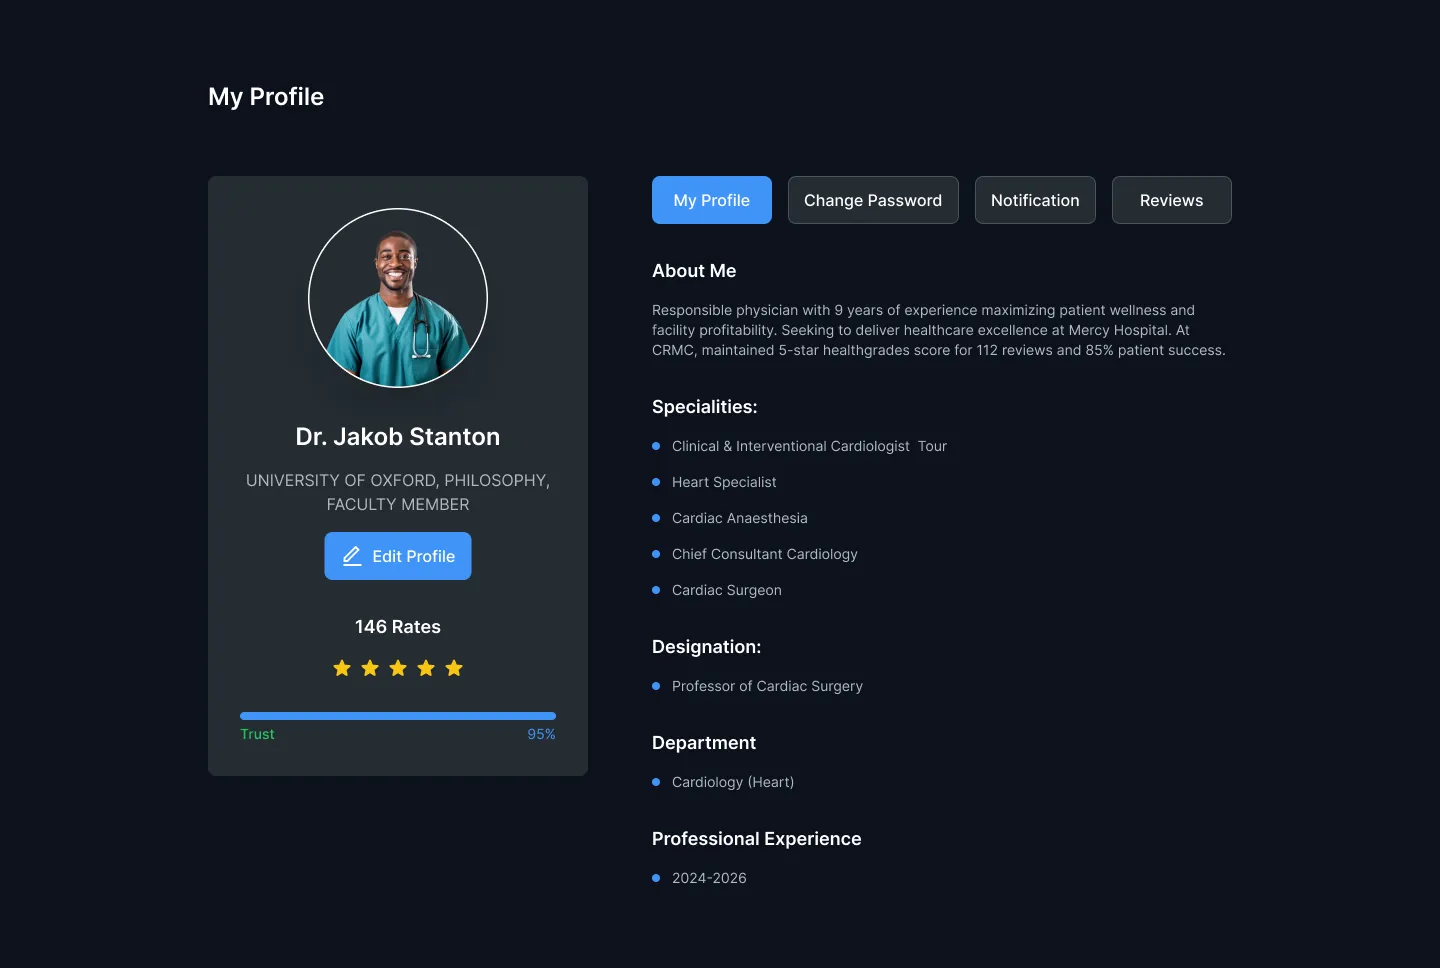 My Profile
Dr. Jakob Stanton
UNIVERSITY OF OXFORD, PHILOSOPHY,
FACULTY MEMBER
Edit Profile
146 Rates
Trust 95%
My Profile Change Password Notification Reviews
About Me
Responsible physician with 9 years of experience maximizing patient wellness and
facility profitability. Seeking to deliver healthcare excellence at Mercy Hospital. At
CRMC, maintained 5-star healthgrades score for 112 reviews and 85% patient success.
Specialities:
Clinical & Interventional Cardiologist  Tour
Heart Specialist
Cardiac Anaesthesia
Chief Consultant Cardiology
Cardiac Surgeon
Designation:
Professor of Cardiac Surgery
Department
Cardiology (Heart)
Professional Experience
2024-2026